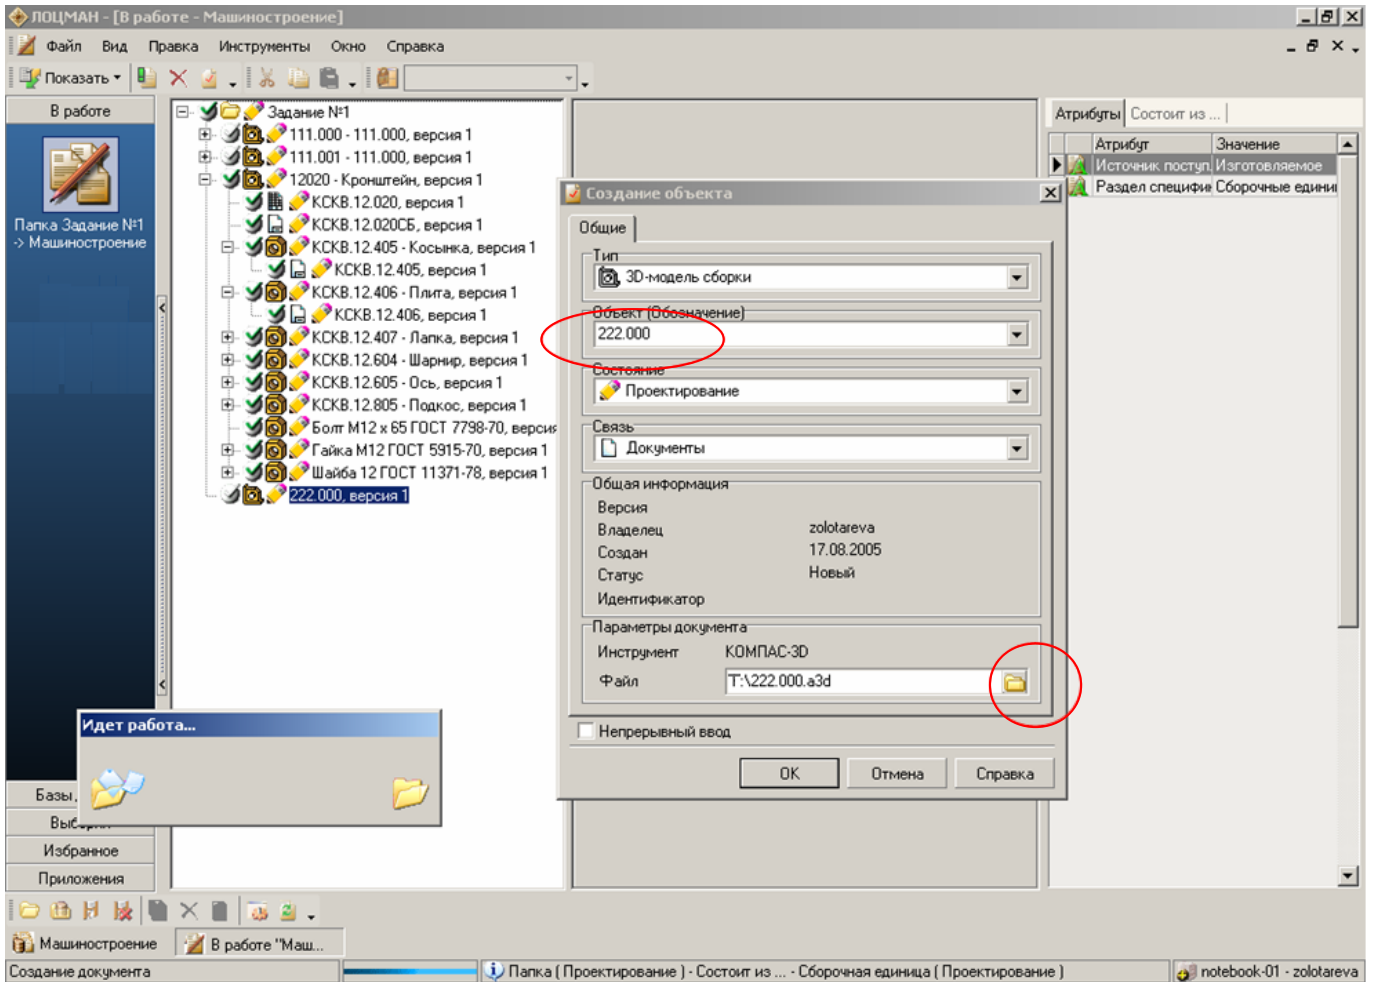 ЛОЦМАН - [В работе - Машиностроение]
Файл Вид Правка Инструменты Окно Справка
Показать
В работе
Папка Задание №1
-> Машиностроение
Задание №1
111.000 - 111.000, версия 1
111.001 - 111.000, версия 1
12020 - Кронштейн, версия 1
КСКВ.12.020, версия 1
КСКВ.12.020СБ, версия 1
КСКВ.12.405 - Косынка, версия 1
КСКВ.12.405, версия 1
КСКВ.12.406 - Плита, версия 1
КСКВ.12.406, версия 1
КСКВ.12.407 - Лапка, версия 1
КСКВ.12.604 - Шарнир, версия 1
КСКВ.12.605 - Ось, версия 1
КСКВ.12.805 - Подкос, версия 1
Болт М12 х 65 ГОСТ 7798-70, версия
Гайка М12 ГОСТ 5915-70, версия 1
Шайба 12 ГОСТ 11371-78, версия 1
222.000, версия 1
Создание объекта
Общие
Тип
3D-модель сборки
Объект (Обозначение)
222.000
Состояние
Проектирование
Связь
Документы
Общая информация
Версия
Владелец zolotareva
Создан 17.08.2005
Статус Новый
Идентификатор
Параметры документа
Инструмент КОМПАС-3D
Файл T:\222.000.a3d
Непрерывный ввод
OK Отмена Справка
Атрибуты Состоит из ...
Атрибут Значение
Источник поступл Изготовляемое
Раздел специфик Сборочные едини
Идет работа...
Базы,
Избранное
Приложения
Машиностроение В работе "Маш...
Создание документа Папка ( Проектирование ) - Состоит из ... - Сборочная единица ( Проектирование ) notebook-01 - zolotareva